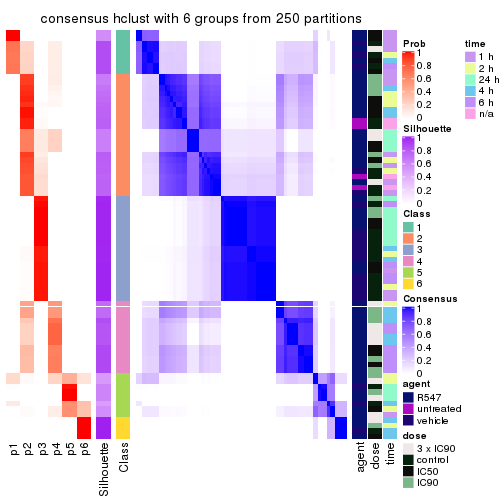 consensus hclust with 6 groups from 250 partitions
Prob
1
0.8
0.6
0.4
0.2
0
time
1 h
2 h
24 h
4 h
6 h
n/a
Silhouette
1
0.8
0.6
0.4
0.2
0
Class
1
2
3
4
5
6
Consensus
1
0.8
0.6
0.4
0.2
0
agent
R547
untreated
vehicle
dose
3 x IC90
control
IC50
IC90
p1
p2
p3
p4
p5
p6
Silhouette
Class
agent
dose
time